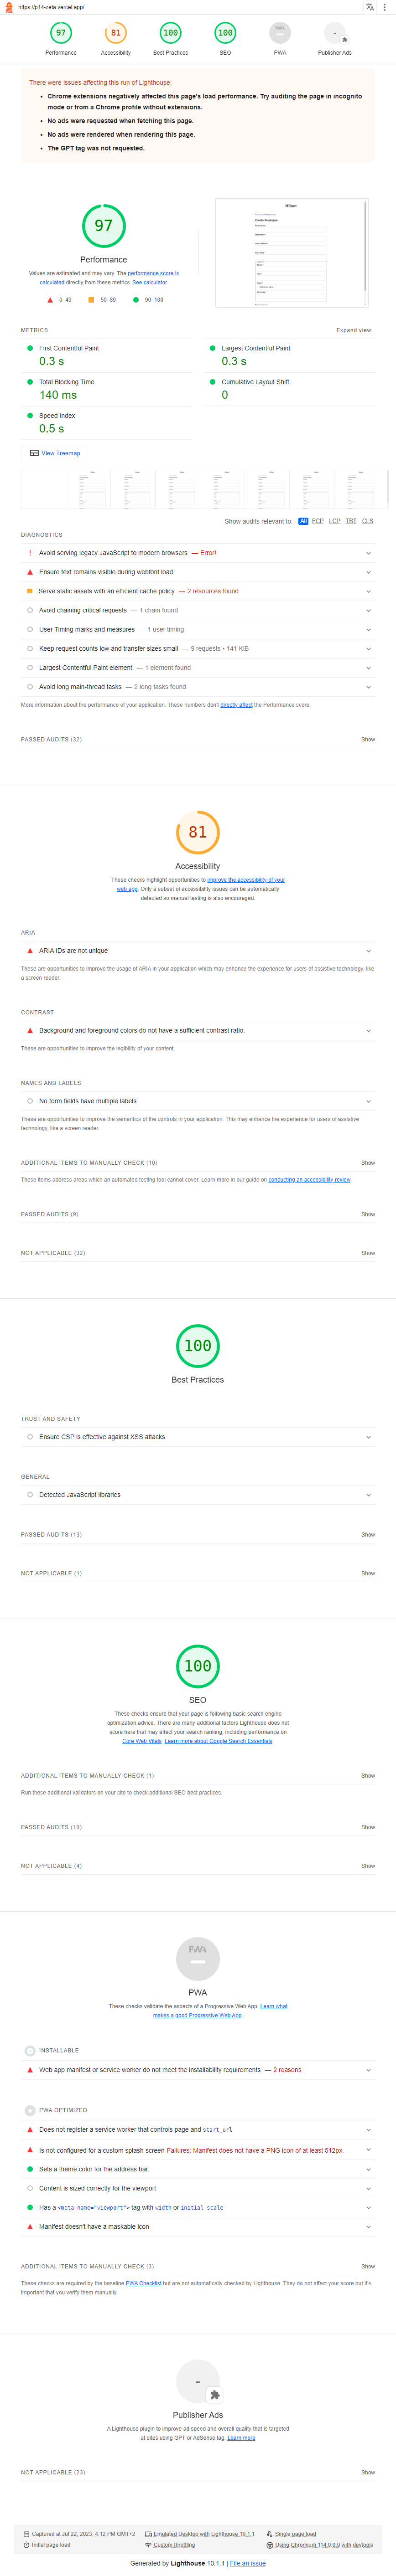 https://p14-zeta.vercel.app/
97
81
100
100
PWA
-
Performance
Accessibility
Best Practices
SEO
PWA
Publisher Ads
There were issues affecting this run of Lighthouse:
• Chrome extensions negatively affected this page's load performance. Try auditing the page in incognito
mode or from a Chrome profile without extensions.
• No ads were requested when fetching this page.
• No ads were rendered when rendering this page.
• The GPT tag was not requested.
97
Performance
Values are estimated and may vary. The performance score is
calculated directly from these metrics. See calculator.
0–49
50–89
90–100
HRnet
Create Employee
METRICS
Expand view
First Contentful Paint
0.3 s
Largest Contentful Paint
0.3 s
Total Blocking Time
140 ms
Cumulative Layout Shift
0
Speed Index
0.5 s
View Treemap
Show audits relevant to: All FCP LCP TBT CLS
DIAGNOSTICS
! Avoid serving legacy JavaScript to modern browsers — Error!
Ensure text remains visible during webfont load
Serve static assets with an efficient cache policy — 2 resources found
Avoid chaining critical requests — 1 chain found
User Timing marks and measures — 1 user timing
Keep request counts low and transfer sizes small — 9 requests • 141 KiB
Largest Contentful Paint element — 1 element found
Avoid long main-thread tasks — 2 long tasks found
More information about the performance of your application. These numbers don't directly affect the Performance score.
PASSED AUDITS (32)
Show
81
Accessibility
These checks highlight opportunities to improve the accessibility of your
web app. Only a subset of accessibility issues can be automatically
detected so manual testing is also encouraged.
ARIA
ARIA IDs are not unique
These are opportunities to improve the usage of ARIA in your application which may enhance the experience for users of assistive technology, like
a screen reader.
CONTRAST
Background and foreground colors do not have a sufficient contrast ratio.
These are opportunities to improve the legibility of your content.
NAMES AND LABELS
No form fields have multiple labels
These are opportunities to improve the semantics of the controls in your application. This may enhance the experience for users of assistive
technology, like a screen reader.
ADDITIONAL ITEMS TO MANUALLY CHECK (10)
Show
These items address areas which an automated testing tool cannot cover. Learn more in our guide on conducting an accessibility review.
PASSED AUDITS (9)
Show
NOT APPLICABLE (32)
Show
100
Best Practices
TRUST AND SAFETY
Ensure CSP is effective against XSS attacks
GENERAL
Detected JavaScript libraries
PASSED AUDITS (13)
Show
NOT APPLICABLE (1)
Show
100
SEO
These checks ensure that your page is following basic search engine
optimization advice. There are many additional factors Lighthouse does not
score here that may affect your search ranking, including performance on
Core Web Vitals. Learn more about Google Search Essentials.
ADDITIONAL ITEMS TO MANUALLY CHECK (1)
Show
Run these additional validators on your site to check additional SEO best practices.
PASSED AUDITS (10)
Show
NOT APPLICABLE (4)
Show
PWA
PWA
These checks validate the aspects of a Progressive Web App. Learn what
makes a good Progressive Web App.
INSTALLABLE
Web app manifest or service worker do not meet the installability requirements — 2 reasons
PWA OPTIMIZED
Does not register a service worker that controls page and start_url
Is not configured for a custom splash screen Failures: Manifest does not have a PNG icon of at least 512px.
Sets a theme color for the address bar.
Content is sized correctly for the viewport
Has a <meta name="viewport"> tag with width or initial-scale
Manifest doesn't have a maskable icon
ADDITIONAL ITEMS TO MANUALLY CHECK (3)
Show
These checks are required by the baseline PWA Checklist but are not automatically checked by Lighthouse. They do not affect your score but it's
important that you verify them manually.
-
Publisher Ads
A Lighthouse plugin to improve ad speed and overall quality that is targeted
at sites using GPT or AdSense tag. Learn more
NOT APPLICABLE (23)
Show
Captured at Jul 22, 2023, 4:12 PM GMT+2
Emulated Desktop with Lighthouse 10.1.1
Single page load
Initial page load
Custom throttling
Using Chromium 114.0.0.0 with devtools
Generated by Lighthouse 10.1.1 | File an issue